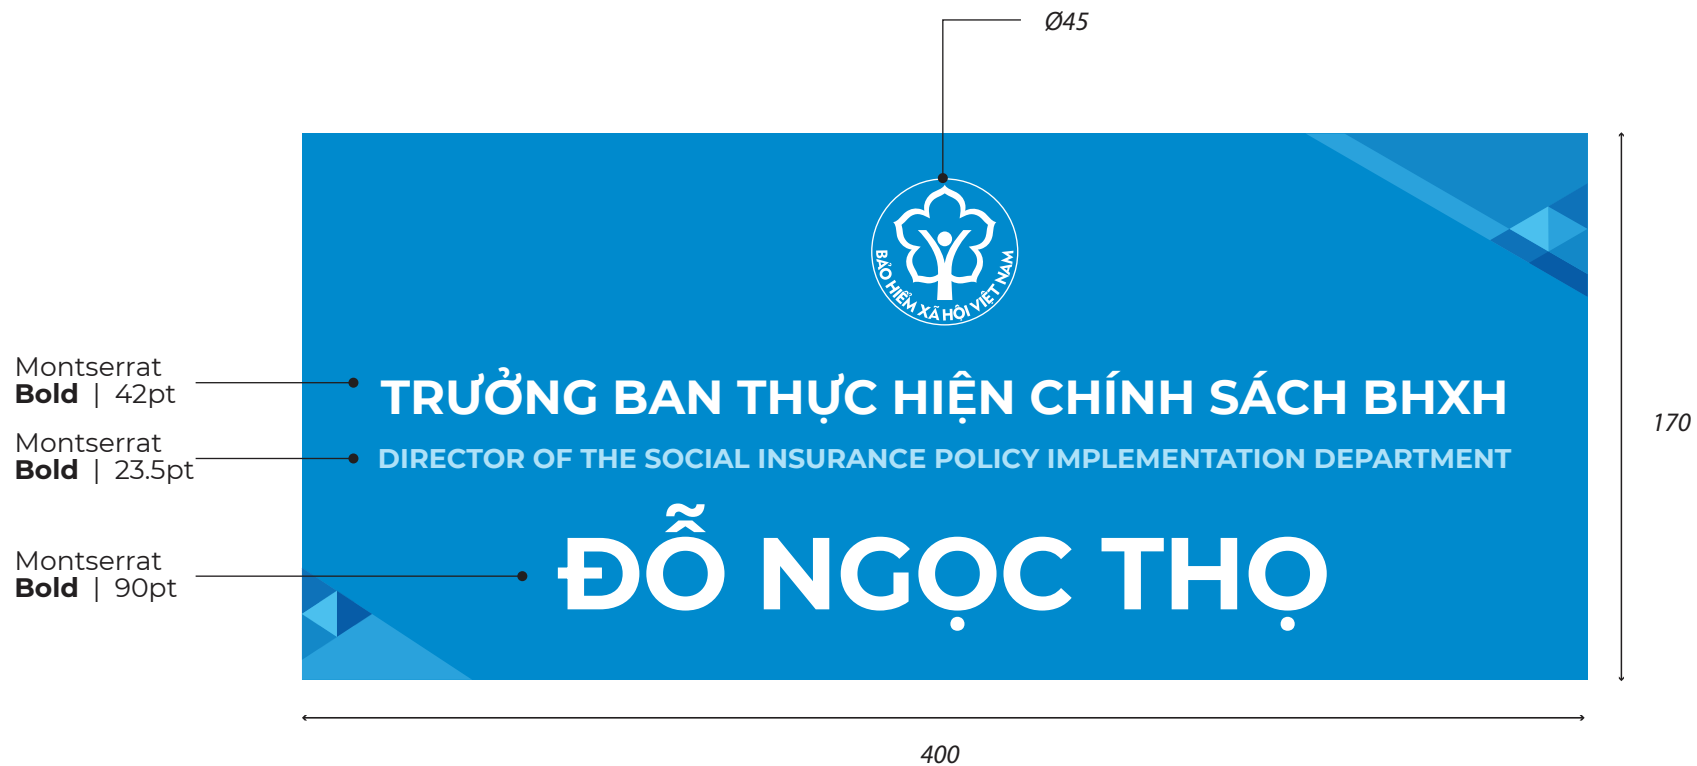 Ø45
BẢO HIỂM XÃ HỘI VIỆT NAM
Montserrat
Bold | 42pt
TRƯỞNG BAN THỰC HIỆN CHÍNH SÁCH BHXH
170
Montserrat
Bold | 23.5pt
DIRECTOR OF THE SOCIAL INSURANCE POLICY IMPLEMENTATION DEPARTMENT
Montserrat
Bold | 90pt
ĐỖ NGỌC THỌ
400